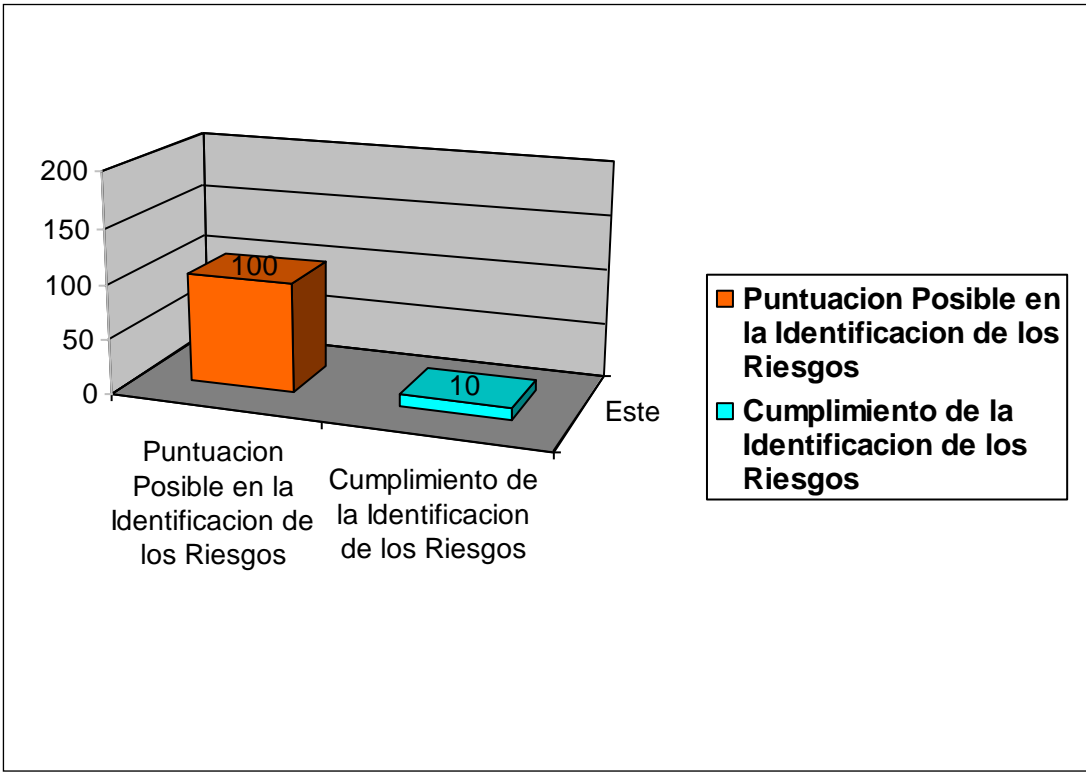 200
150
100
50
0
100
10
Este
Puntuacion
Posible en la
Identificacion de
los Riesgos
Cumplimiento de
la Identificacion
de los Riesgos
Puntuacion Posible en
la Identificacion de los
Riesgos
Cumplimiento de la
Identificacion de los
Riesgos